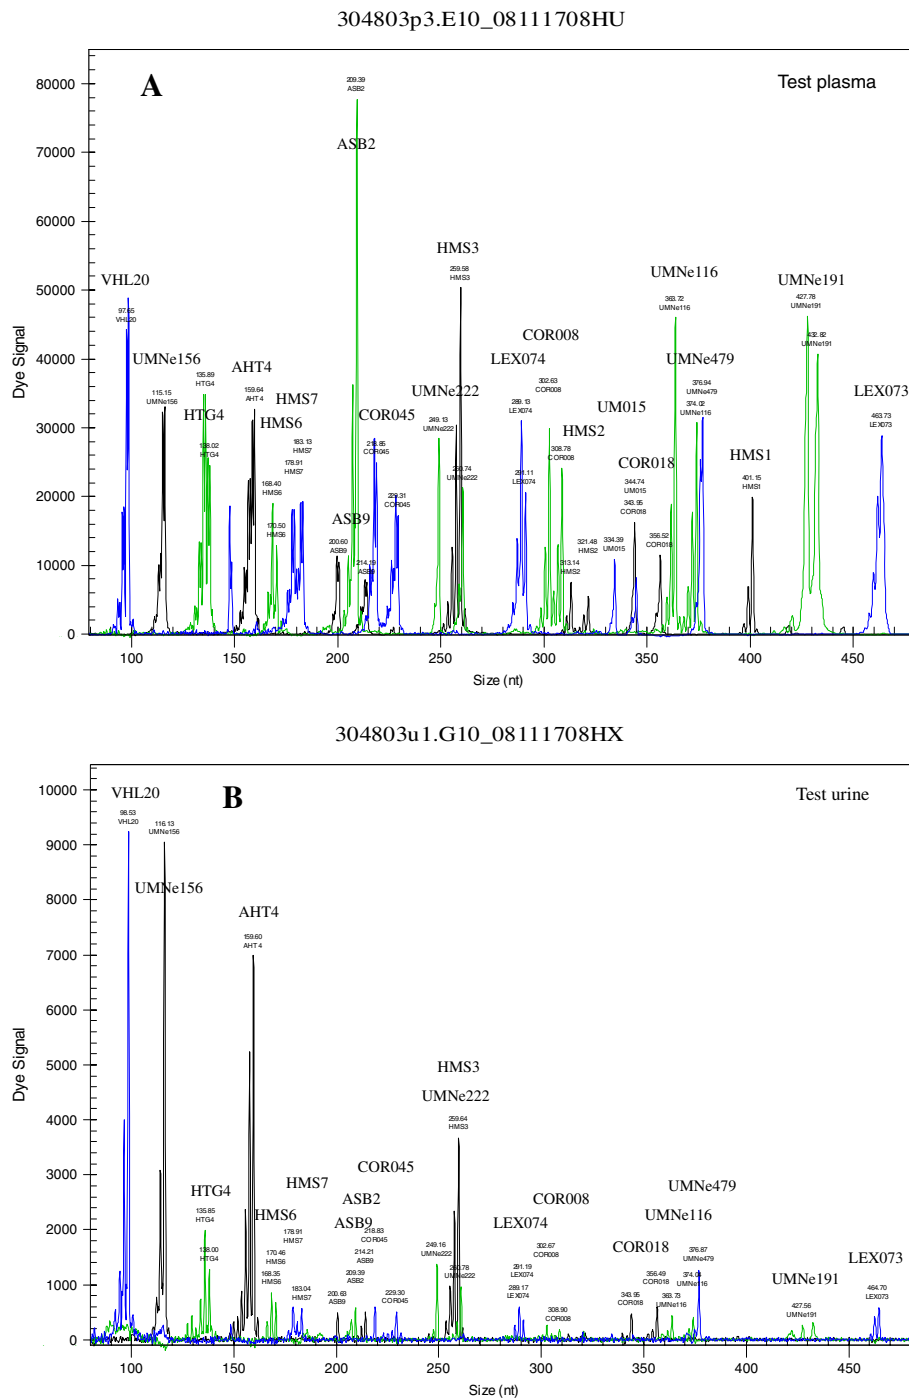 304803p3.E10_08111708HU
A
Test plasma
Dye Signal
80000
70000
60000
50000
40000
30000
20000
10000
0
209.39
ASB2
ASB2
HMS3
259.58
HMS3
VHL20
97.65
VHL20
UMNe116
363.72
UMNe116
UMNe191
427.78
UMNe191
432.82
UMNe191
UMNe156
115.15
UMNe156
135.89
HTG4
HTG4
138.02
HTG4
AHT4
159.64
AHT 4
HMS6
168.40
HMS6
170.50
HMS6
HMS7
183.13
HMS7
178.91
HMS7
ASB9
200.60
ASB9
214.19
ASB9
COR045
218.85
COR045
229.31
COR045
UMNe222
249.13
UMNe222
260.74
UMNe222
LEX074
289.13
LEX074
291.11
LEX074
COR008
302.63
COR008
308.78
COR008
HMS2
313.14
HMS2
321.48
HMS2
UM015
334.39
UM015
344.74
UM015
COR018
343.95
COR018
356.52
COR018
UMNe479
376.94
UMNe479
374.02
UMNe116
HMS1
401.15
HMS1
LEX073
463.73
LEX073
100
150
200
250
300
350
400
450
Size (nt)
304803u1.G10_08111708HX
B
Test urine
Dye Signal
10000
9000
8000
7000
6000
5000
4000
3000
2000
1000
0
VHL20
98.53
VHL20
116.13
UMNe156
UMNe156
AHT4
159.60
AHT 4
HMS3
UMNe222
259.64
HMS3
HTG4
135.85
HTG4
138.00
HTG4
HMS6
170.46
HMS6
168.35
HMS6
HMS7
178.91
HMS7
183.04
HMS7
COR045
ASB2
ASB9
218.83
COR045
214.21
ASB9
209.39
ASB2
200.63
ASB9
229.30
COR045
249.16
UMNe222
260.78
UMNe222
LEX074
291.19
LEX074
289.17
LEX074
COR008
302.67
COR008
308.90
COR008
COR018
343.95
COR018
356.49
COR018
UMNe479
UMNe116
376.87
UMNe479
363.73
UMNe116
UMNe116
UMNe191
427.56
UMNe191
LEX073
464.70
LEX073
100
150
200
250
300
350
400
450
Size (nt)